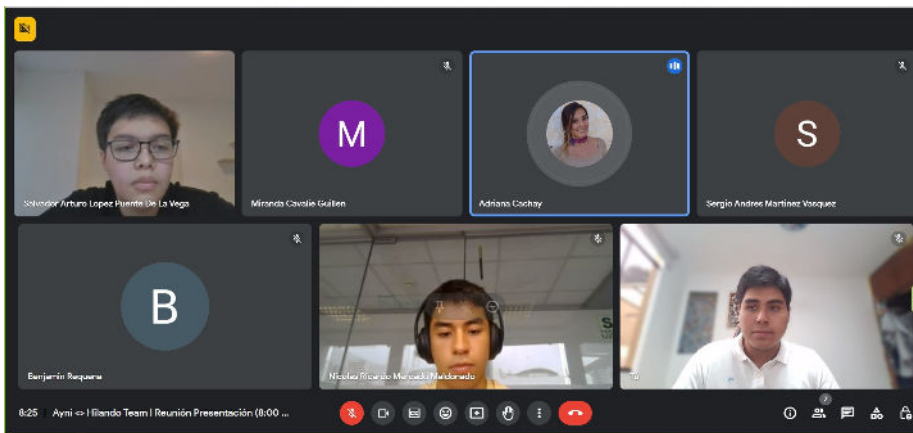 M
S
Salvador Arturo Lopez Puente De La Vega
Miranda Cavalie Guillen
Adriana Cachay
Sergio Andres Martinez Vasquez
B
Benjamín Requena
Nicolas Ricardo Mercado Maldonado
Tú
8:25 Ayni <> Hilando Team | Reunión Presentación (8:00 ...
7